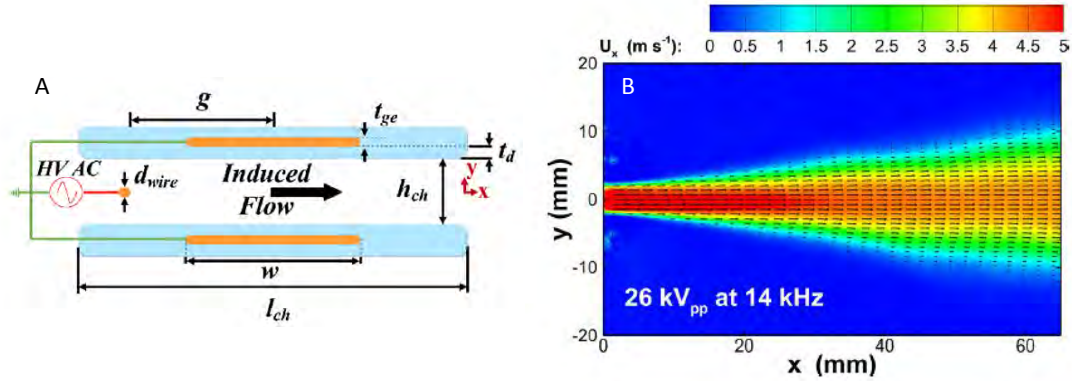 A
g
t_ge
t_d
HV AC
d_wire
Induced
Flow
y
x
h_ch
w
l_ch
U_x (m s⁻¹): 0 0.5 1 1.5 2 2.5 3 3.5 4 4.5 5
B
20
10
0
-10
-20
y (mm)
26 kV_pp at 14 kHz
0 20 40 60
x (mm)